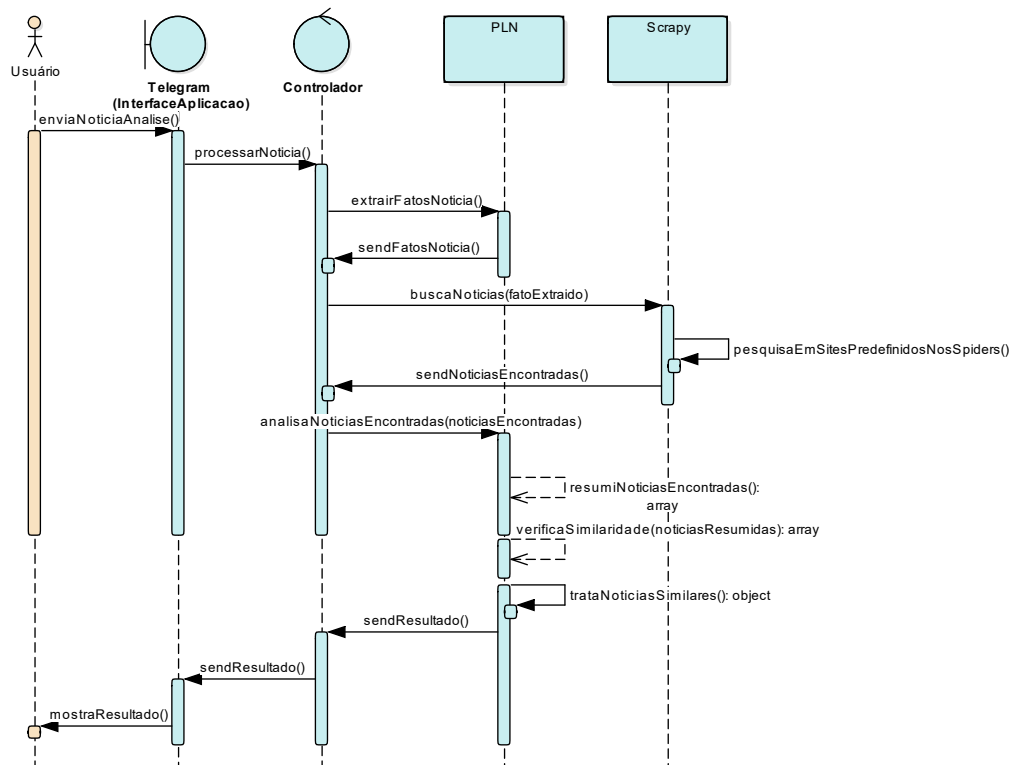 PLN
Scrapy
Usuário
Telegram
(InterfaceAplicacao)
Controlador
enviaNoticiaAnalise()
processarNoticia()
extrairFatosNoticia()
sendFatosNoticia()
buscaNoticias(fatoExtraido)
pesquisaEmSitesPredefinidosNosSpiders()
sendNoticiasEncontradas()
analisaNoticiasEncontradas(noticiasEncontradas)
resumiNoticiasEncontradas():
array
verificaSimilaridade(noticiasResumidas): array
trataNoticiasSimilares(): object
sendResultado()
sendResultado()
mostraResultado()